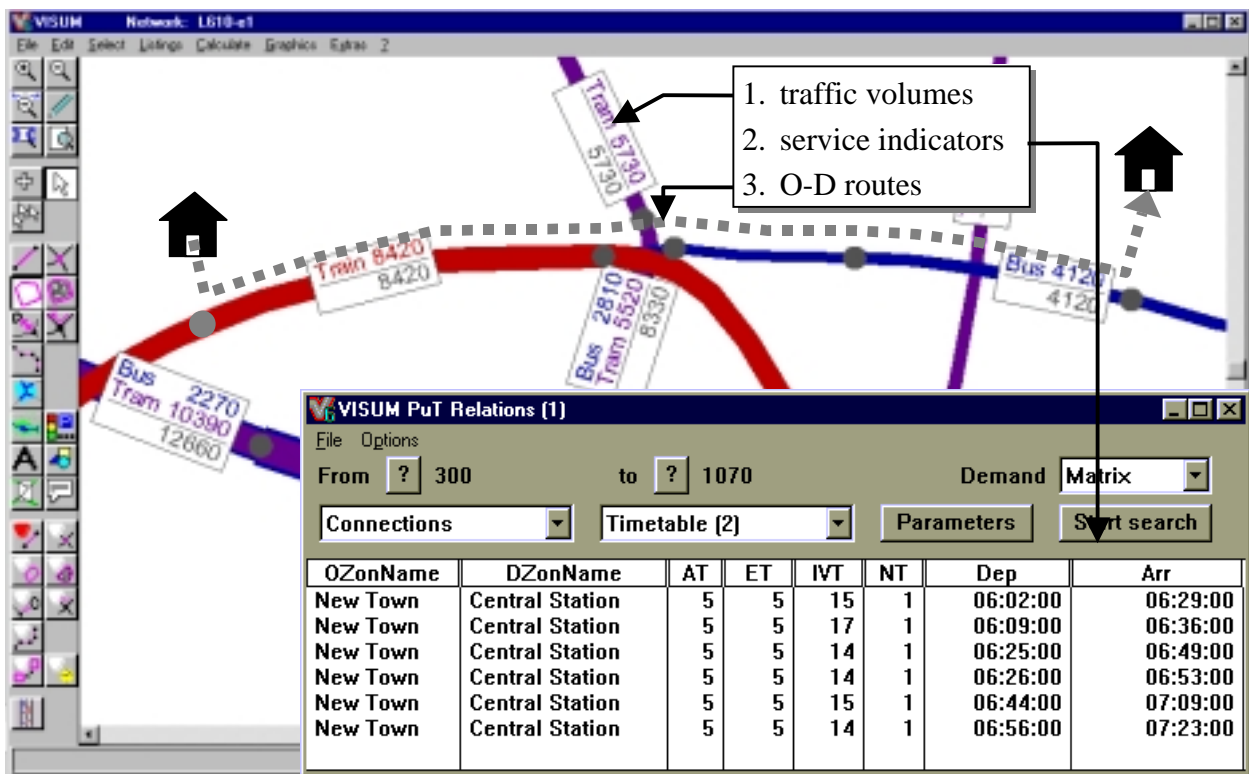 VISUM Network: L610-e1
File Edit Select Listings Calculate Graphics Extras ?
1. traffic volumes
2. service indicators
3. O-D routes
Tram 5730
5730
Train 8420
8420
Bus 4120
4120
Bus 2810
Tram 5520
8330
Bus 2270
Tram 10390
12660
VISUM PuT Relations (1)
File Options
From ? 300 to ? 1070 Demand Matrix
Connections Timetable (2) Parameters Start search
OZonName DZonName AT ET IVT NT Dep Arr
New Town Central Station 5 5 15 1 06:02:00 06:29:00
New Town Central Station 5 5 17 1 06:09:00 06:36:00
New Town Central Station 5 5 14 1 06:25:00 06:49:00
New Town Central Station 5 5 14 1 06:26:00 06:53:00
New Town Central Station 5 5 15 1 06:44:00 07:09:00
New Town Central Station 5 5 14 1 06:56:00 07:23:00